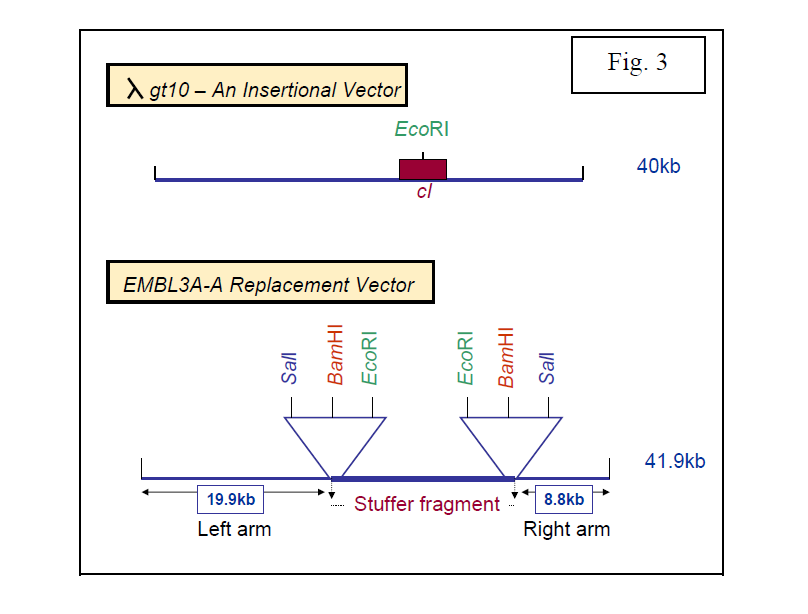 Fig. 3
λ gt10 – An Insertional Vector
EcoRI
40kb
cI
EMBL3A-A Replacement Vector
SalI
BamHI
EcoRI
EcoRI
BamHI
SalI
41.9kb
19.9kb
Stuffer fragment
8.8kb
Left arm
Right arm